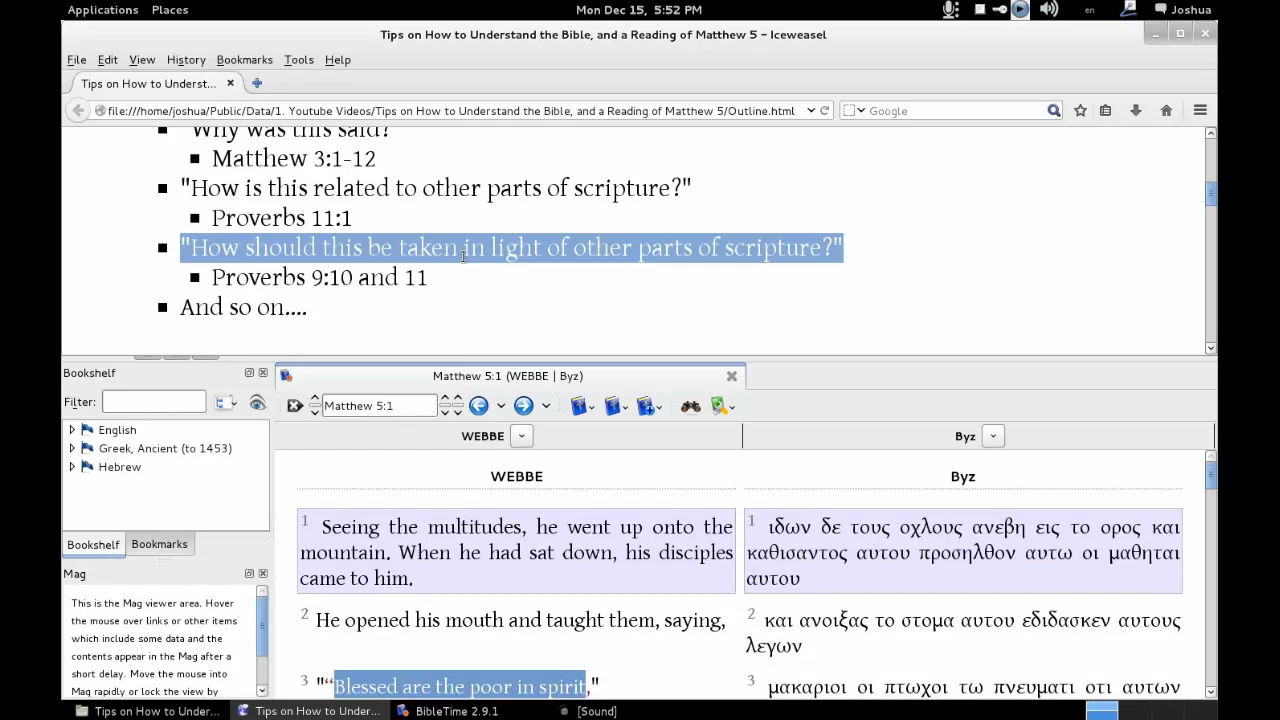 Applications Places Mon Dec 15, 5:52 PM en Joshua
Tips on How to Understand the Bible, and a Reading of Matthew 5 – Iceweasel
File Edit View History Bookmarks Tools Help
Tips on How to Underst...
file:///home/joshua/Public/Data/1. Youtube Videos/Tips on How to Understand the Bible, and a Reading of Matthew 5/Outline.html Google
"Why was this said?"
Matthew 3:1-12
"How is this related to other parts of scripture?"
Proverbs 11:1
"How should this be taken in light of other parts of scripture?"
Proverbs 9:10 and 11
And so on....
Bookshelf
Filter:
English
Greek, Ancient (to 1453)
Hebrew
Bookshelf Bookmarks
Mag
This is the Mag viewer area. Hover
the mouse over links or other items
which include some data and the
contents appear in the Mag after a
short delay. Move the mouse into
Mag rapidly or lock the view by
Matthew 5:1 (WEBBE | Byz)
Matthew 5:1
WEBBE Byz
WEBBE
1 Seeing the multitudes, he went up onto the
mountain. When he had sat down, his disciples
came to him.
2 He opened his mouth and taught them, saying,
3 "“Blessed are the poor in spirit,"
Byz
1 ιδων δε τους οχλους ανεβη εις το ορος και
καθισαντος αυτου προσηλθον αυτω οι μαθηται
αυτου
2 και ανοιξας το στομα αυτου εδιδασκεν αυτους
λεγων
3 μακαριοι οι πτωχοι τω πνευματι οτι αυτων
Tips on How to Under... Tips on How to Under... BibleTime 2.9.1 [Sound]